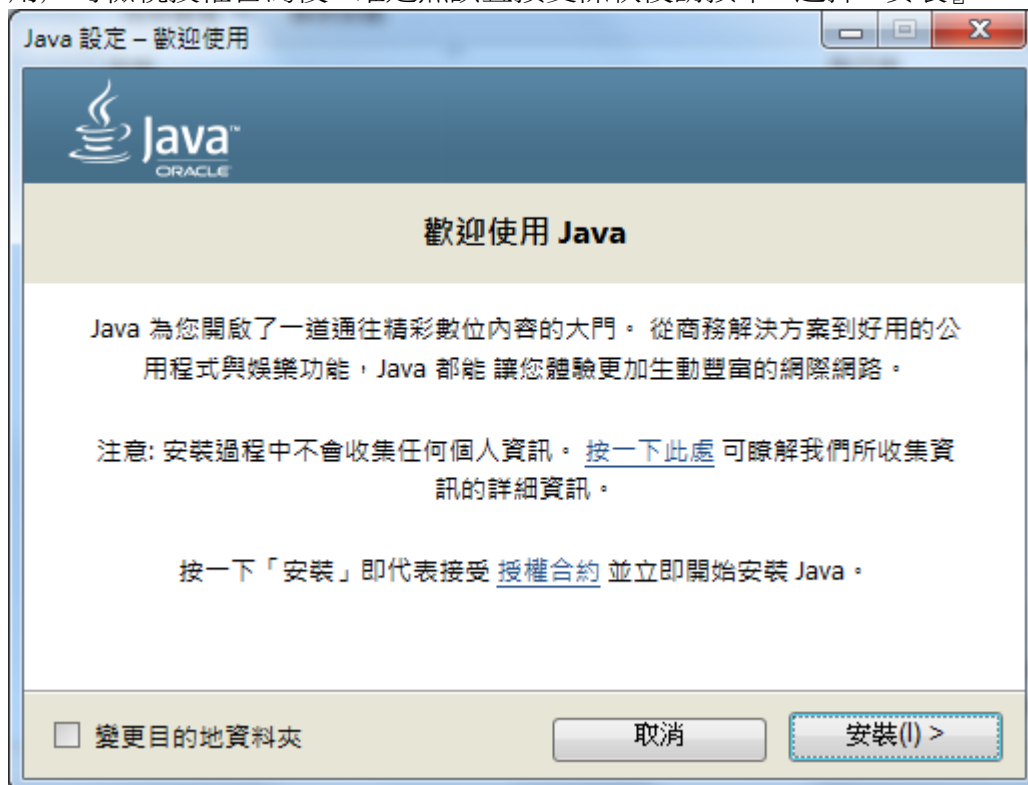 Java 設定 – 歡迎使用
Java™
ORACLE
歡迎使用 Java
Java 為您開啟了一道通往精彩數位內容的大門。 從商務解決方案到好用的公
用程式與娛樂功能，Java 都能 讓您體驗更加生動豐富的網際網路。
注意: 安裝過程中不會收集任何個人資訊。 按一下此處 可瞭解我們所收集資
訊的詳細資訊。
按一下「安裝」即代表接受 授權合約 並立即開始安裝 Java。
變更目的地資料夾
取消
安裝(I) >